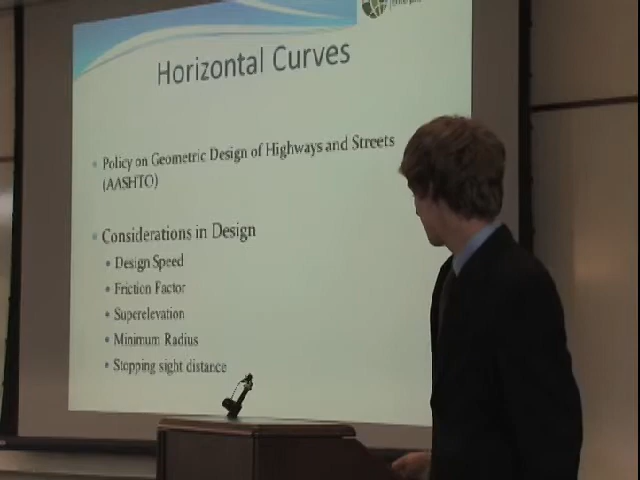 Horizontal Curves
Policy on Geometric Design of Highways and Streets
(AASHTO)
Considerations in Design
Design Speed
Friction Factor
Superelevation
Minimum Radius
Stopping sight distance